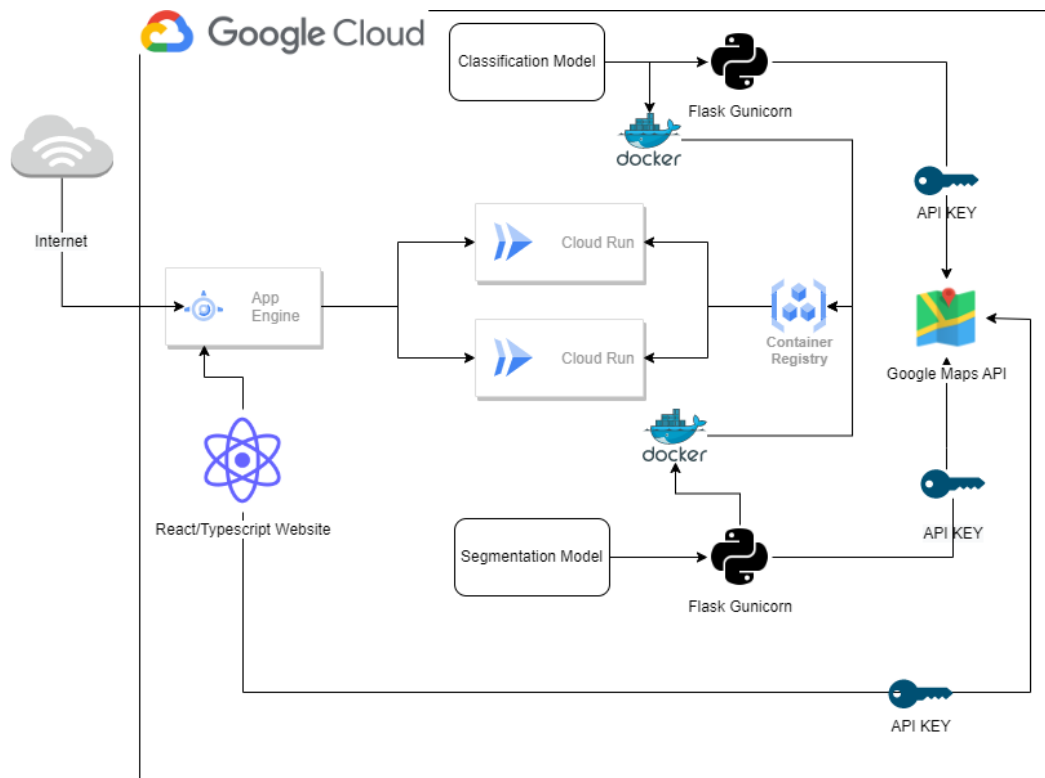 Google Cloud
Classification Model
Flask Gunicorn
docker
API KEY
Internet
Cloud Run
App
Engine
Cloud Run
Container
Registry
Google Maps API
docker
React/Typescript Website
API KEY
Segmentation Model
Flask Gunicorn
API KEY